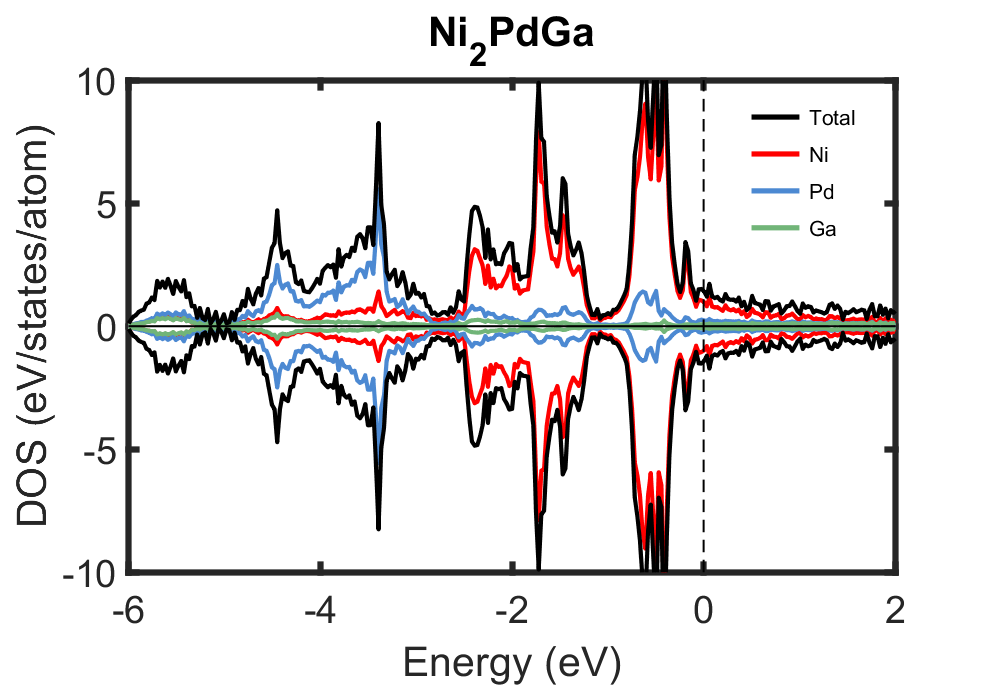 Ni2PdGa
10
5
0
-5
-10
DOS (eV/states/atom)
Total
Ni
Pd
Ga
-6 -4 -2 0 2
Energy (eV)